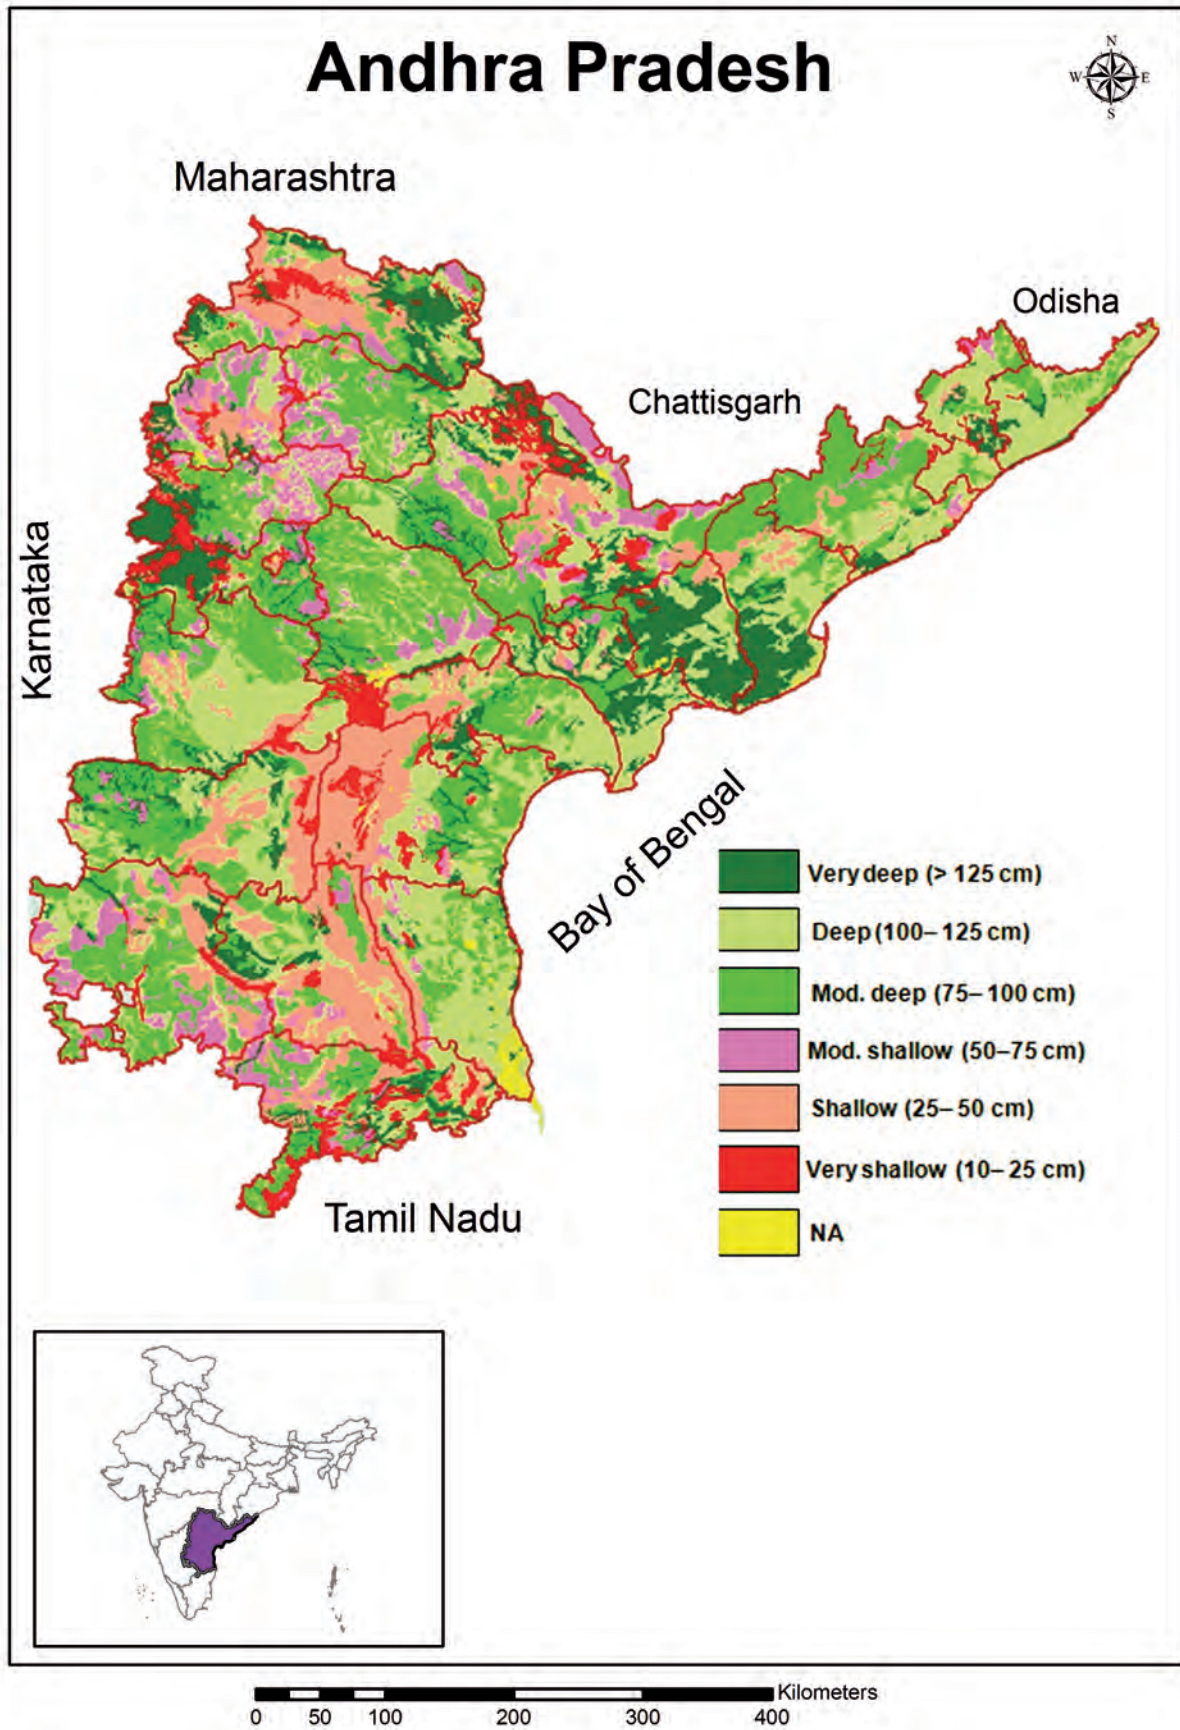 Andhra Pradesh
N
W
E
S
Maharashtra
Odisha
Chattisgarh
Karnataka
Bay of Bengal
Very deep (> 125 cm)
Deep (100– 125 cm)
Mod. deep (75– 100 cm)
Mod. shallow (50–75 cm)
Shallow (25– 50 cm)
Very shallow (10– 25 cm)
NA
Tamil Nadu
Kilometers
0 50 100 200 300 400